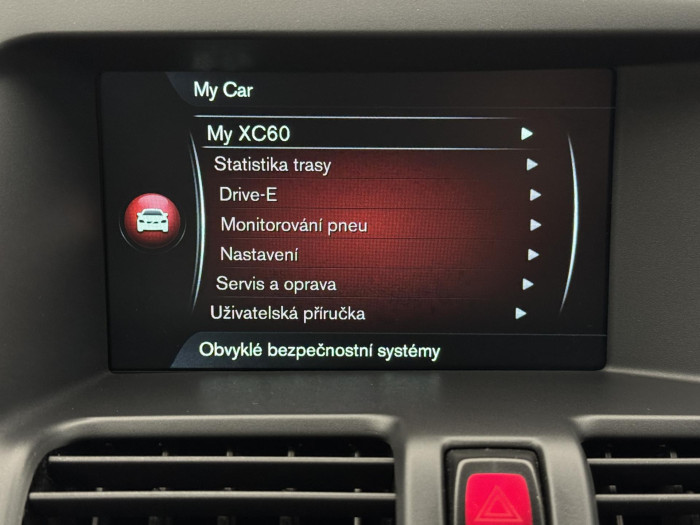 My Car
My XC60
Statistika trasy
Drive-E
Monitorování pneu
Nastavení
Servis a oprava
Uživatelská příručka
Obvyklé bezpečnostní systémy